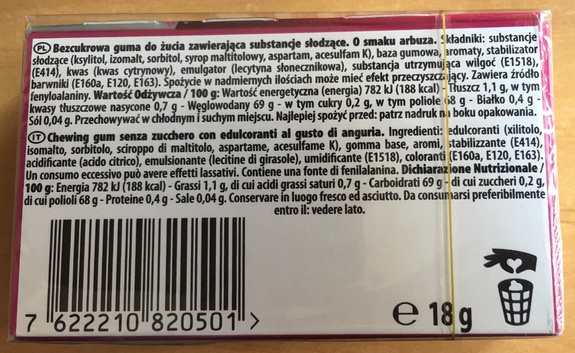 PL Bezcukrowa guma do żucia zawierająca substancje słodzące. O smaku arbuza. Składniki: substancje
słodzące (ksylitol, izomalt, sorbitol, syrop maltitolowy, aspartam, acesulfam K), baza gumowa, aromaty, stabilizator
(E414), kwas (kwas cytrynowy), emulgator (lecytyna słonecznikowa), substancja utrzymująca wilgoć (E1518),
barwniki (E160a, E120, E163). Spożycie w nadmiernych ilościach może mieć efekt przeczyszczający. Zawiera źródło
fenyloalaniny. Wartość Odżywcza / 100 g: Wartość energetyczna (energia) 782 kJ (188 kcal) - Tłuszcz 1,1 g, w tym
kwasy tłuszczowe nasycone 0,7 g - Węglowodany 69 g - w tym cukry 0,2 g, w tym poliole 68 g - Białko 0,4 g -
Sól 0,04 g. Przechowywać w chłodnym i suchym miejscu. Najlepiej spożyć przed: patrz nadruk na boku opakowania.
IT Chewing gum senza zucchero con edulcoranti al gusto di anguria. Ingredienti: edulcoranti (xilitolo,
isomalto, sorbitolo, sciroppo di maltitolo, aspartame, acesulfame K), gomma base, aromi, stabilizzante (E414),
acidificante (acido citrico), emulsionante (lecitine di girasole), umidificante (E1518), coloranti (E160a, E120, E163).
Un consumo eccessivo può avere effetti lassativi. Contiene una fonte di fenilalanina. Dichiarazione Nutrizionale /
100 g: Energia 782 kJ (188 kcal) - Grassi 1,1 g, di cui acidi grassi saturi 0,7 g - Carboidrati 69 g - di cui zuccheri 0,2 g,
di cui polioli 68 g - Proteine 0,4 g - Sale 0,04 g. Conservare in luogo fresco ed asciutto. Da consumarsi preferibilmente
entro il: vedere lato.
7 622210 820501 >
e 18 g